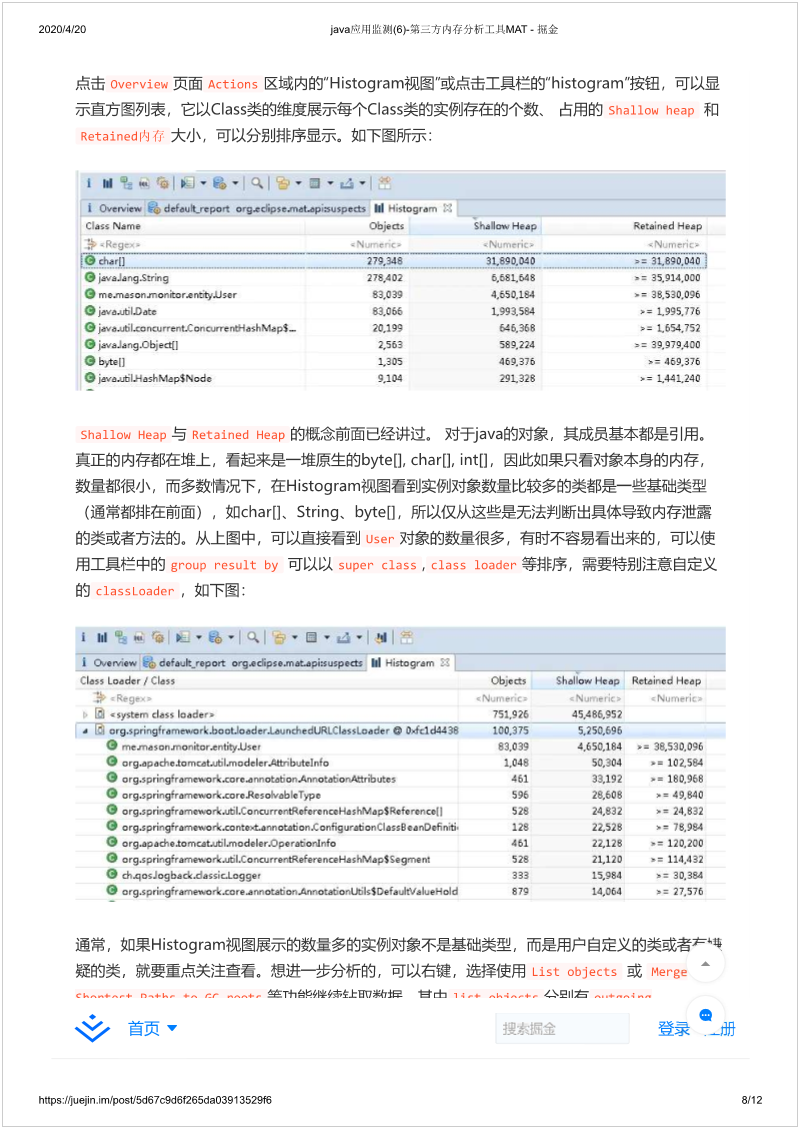 2020/4/20
java应用监测(6)-第三方内存分析工具MAT - 掘金
点击 Overview 页面 Actions 区域内的“Histogram视图”或点击工具栏的“histogram”按钮，可以显
示直方图列表，它以Class类的维度展示每个Class类的实例存在的个数、 占用的 Shallow heap 和
Retained内存 大小，可以分别排序显示。如下图所示：
Overview default_report org.eclipse.mat.api:suspects Histogram
Class Name Objects Shallow Heap Retained Heap
<Regex> <Numeric> <Numeric> <Numeric>
char[] 279,348 31,890,040 >= 31,890,040
java.lang.String 278,402 6,681,648 >= 35,914,000
me.mason.monitor.entity.User 83,039 4,650,184 >= 38,530,096
java.util.Date 83,066 1,993,584 >= 1,995,776
java.util.concurrent.ConcurrentHashMap$... 20,199 646,368 >= 1,654,752
java.lang.Object[] 2,563 589,224 >= 39,979,400
byte[] 1,305 469,376 >= 469,376
java.util.HashMap$Node 9,104 291,328 >= 1,441,240
Shallow Heap 与 Retained Heap 的概念前面已经讲过。 对于java的对象，其成员基本都是引用。
真正的内存都在堆上，看起来是一堆原生的byte[], char[], int[]，因此如果只看对象本身的内存，
数量都很小，而多数情况下，在Histogram视图看到实例对象数量比较多的类都是一些基础类型
（通常都排在前面），如char[]、String、byte[]，所以仅从这些是无法判断出具体导致内存泄露
的类或者方法的。从上图中，可以直接看到 User 对象的数量很多，有时不容易看出来的，可以使
用工具栏中的 group result by 可以以 super class , class loader 等排序，需要特别注意自定义
的 classLoader ，如下图：
Overview default_report org.eclipse.mat.api:suspects Histogram
Class Loader / Class Objects Shallow Heap Retained Heap
<Regex> <Numeric> <Numeric> <Numeric>
<system class loader> 751,926 45,486,952
org.springframework.boot.loader.LaunchedURLClassLoader @ 0xfc1d4438 100,375 5,250,696
me.mason.monitor.entity.User 83,039 4,650,184 >= 38,530,096
org.apache.tomcat.util.modeler.AttributeInfo 1,048 50,304 >= 102,584
org.springframework.core.annotation.AnnotationAttributes 461 33,192 >= 180,968
org.springframework.core.ResolvableType 596 28,608 >= 49,840
org.springframework.util.ConcurrentReferenceHashMap$Reference[] 528 24,832 >= 24,832
org.springframework.context.annotation.ConfigurationClassBeanDefiniti 128 22,528 >= 78,984
org.apache.tomcat.util.modeler.OperationInfo 461 22,128 >= 120,200
org.springframework.util.ConcurrentReferenceHashMap$Segment 528 21,120 >= 114,432
ch.qos.logback.classic.Logger 333 15,984 >= 30,384
org.springframework.core.annotation.AnnotationUtils$DefaultValueHold 879 14,064 >= 27,576
通常，如果Histogram视图展示的数量多的实例对象不是基础类型，而是用户自定义的类或者有嫌
疑的类，就要重点关注查看。想进一步分析的，可以右键，选择使用 List objects 或 Merge
Shortest Paths to GC roots 等功能继续钻取数据。其中 list objects 分别有 outgoing
首页 搜索掘金 登录 注册
https://juejin.im/post/5d67c9d6f265da03913529f6
8/12